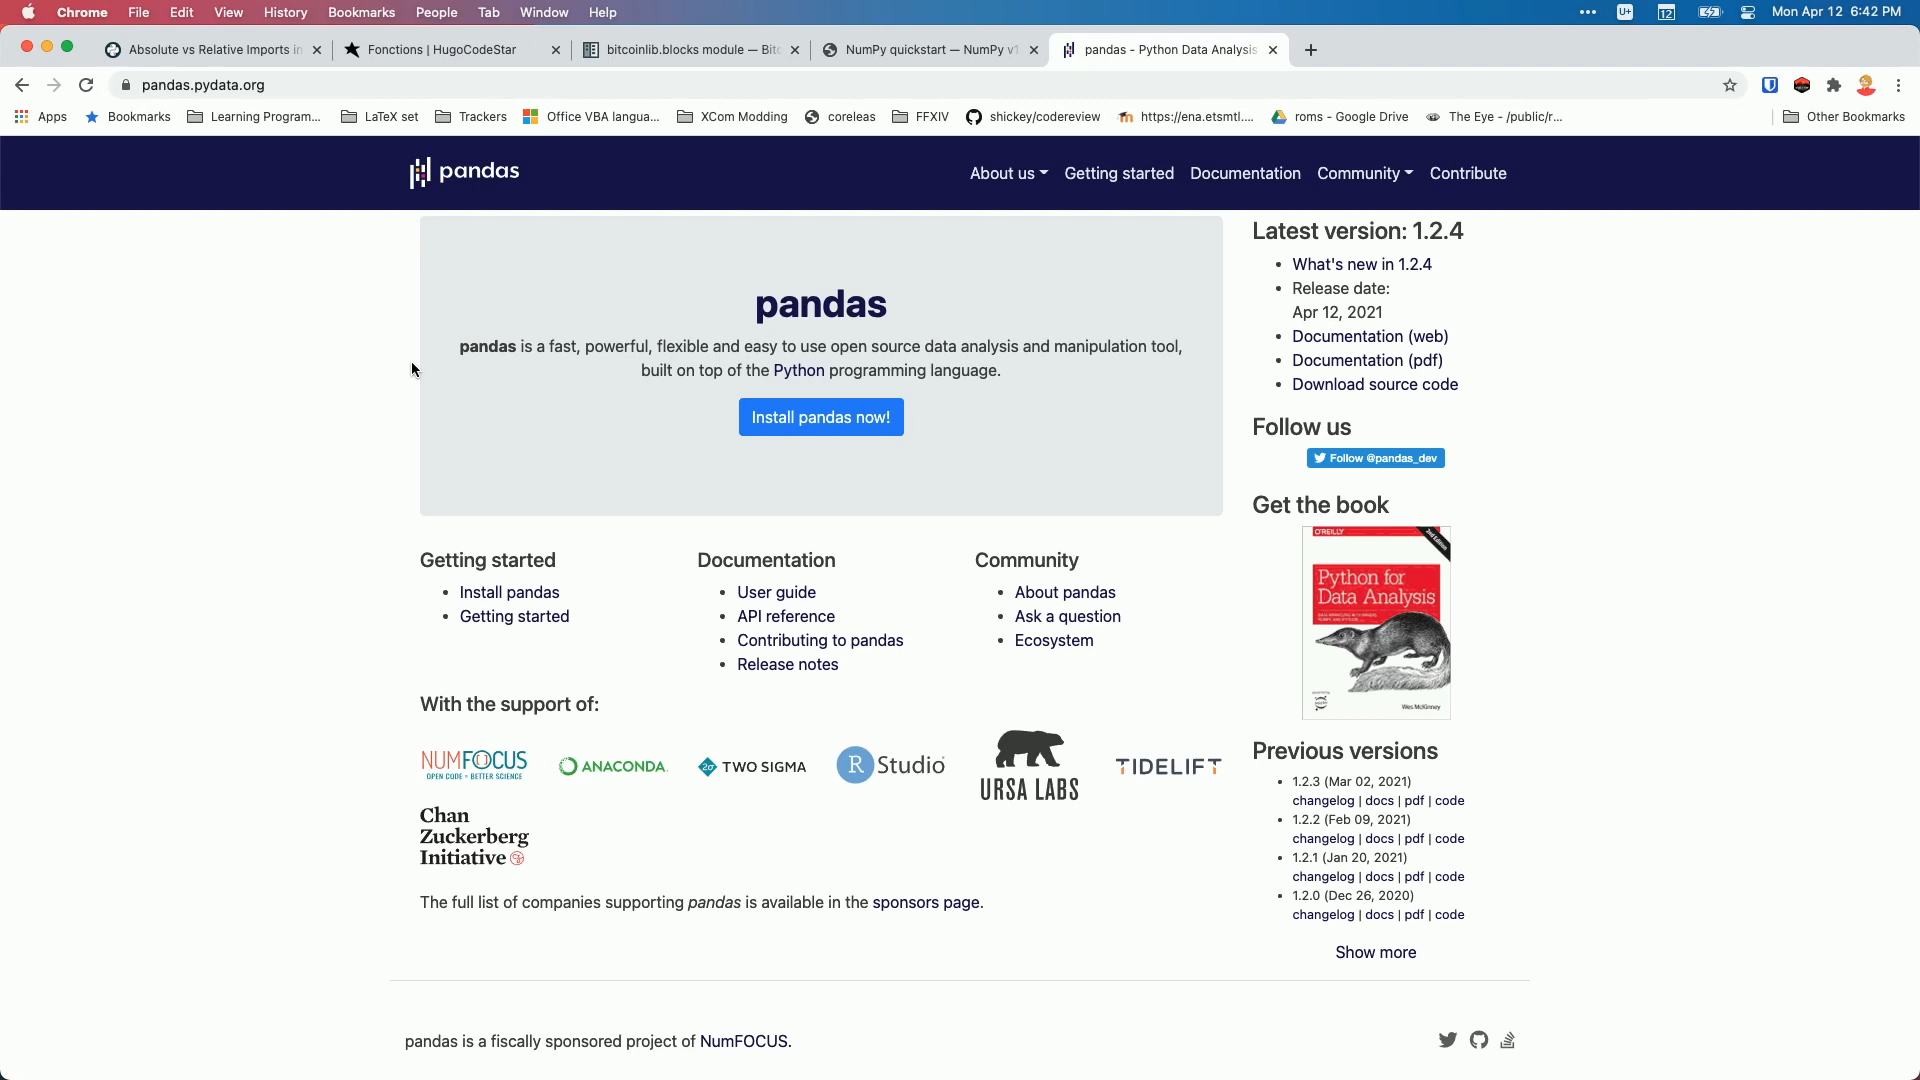 Chrome File Edit View History Bookmarks People Tab Window Help
U+ 12 Mon Apr 12 6:42 PM
Absolute vs Relative Imports in
Fonctions | HugoCodeStar
bitcoinlib.blocks module — Bitc
NumPy quickstart — NumPy v1
pandas - Python Data Analysis
pandas.pydata.org
Apps
Bookmarks
Learning Program...
LaTeX set
Trackers
Office VBA langua...
XCom Modding
coreleas
FFXIV
shickey/codereview
https://ena.etsmtl....
roms - Google Drive
The Eye - /public/r...
Other Bookmarks
pandas
About us Getting started Documentation Community Contribute
pandas
pandas is a fast, powerful, flexible and easy to use open source data analysis and manipulation tool,
built on top of the Python programming language.
Install pandas now!
Getting started
Install pandas
Getting started
Documentation
User guide
API reference
Contributing to pandas
Release notes
Community
About pandas
Ask a question
Ecosystem
With the support of:
NUMFOCUS
OPEN CODE = BETTER SCIENCE
ANACONDA
2σ TWO SIGMA
R Studio
URSA LABS
TIDELIFT
Chan
Zuckerberg
Initiative
The full list of companies supporting pandas is available in the sponsors page.
Latest version: 1.2.4
What's new in 1.2.4
Release date:
Apr 12, 2021
Documentation (web)
Documentation (pdf)
Download source code
Follow us
Follow @pandas_dev
Get the book
O'REILLY
2nd Edition
Python for
Data Analysis
Wes McKinney
Previous versions
1.2.3 (Mar 02, 2021)
changelog | docs | pdf | code
1.2.2 (Feb 09, 2021)
changelog | docs | pdf | code
1.2.1 (Jan 20, 2021)
changelog | docs | pdf | code
1.2.0 (Dec 26, 2020)
changelog | docs | pdf | code
Show more
pandas is a fiscally sponsored project of NumFOCUS.